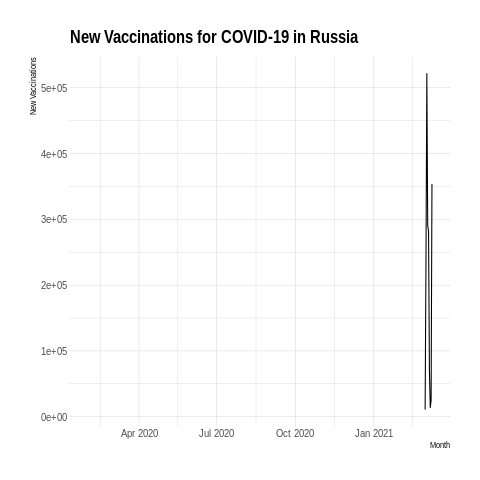 New Vaccinations for COVID-19 in Russia
New Vaccinations
5e+05
4e+05
3e+05
2e+05
1e+05
0e+00
Apr 2020 Jul 2020 Oct 2020 Jan 2021
Month